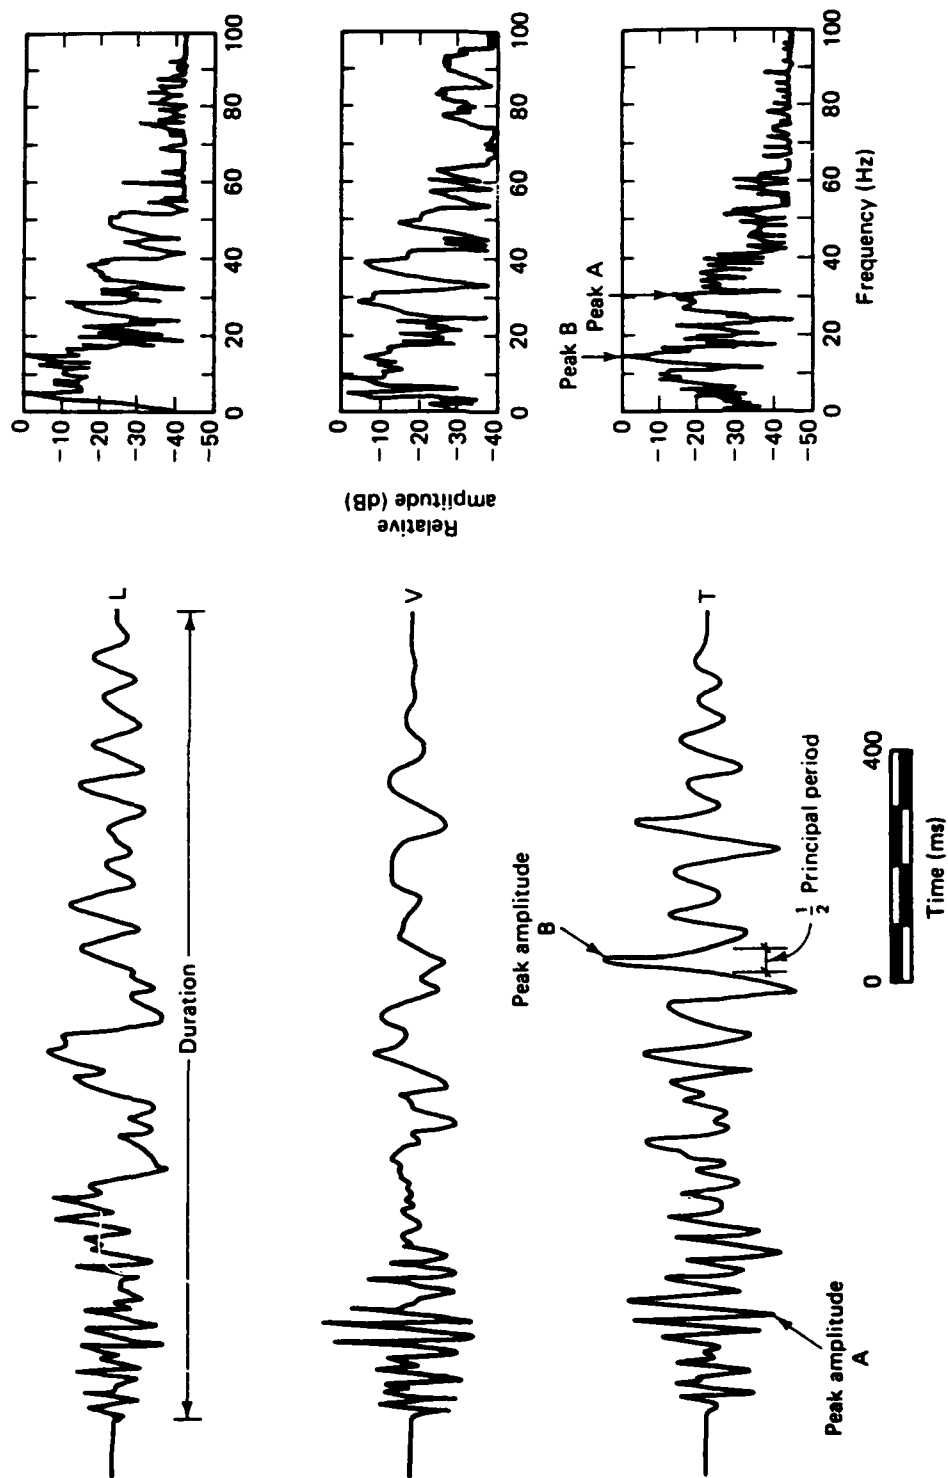 L
Duration
V
Peak amplitude
B
T
1/2 Principal period
Peak amplitude
A
0
400
Time (ms)
0
-10
-20
-30
-40
-50
0
20
40
60
80
100
Relative
amplitude (dB)
0
-10
-20
-30
-40
0
20
40
60
80
100
Peak B
Peak A
0
-10
-20
-30
-40
-50
0
20
40
60
80
100
Frequency (Hz)